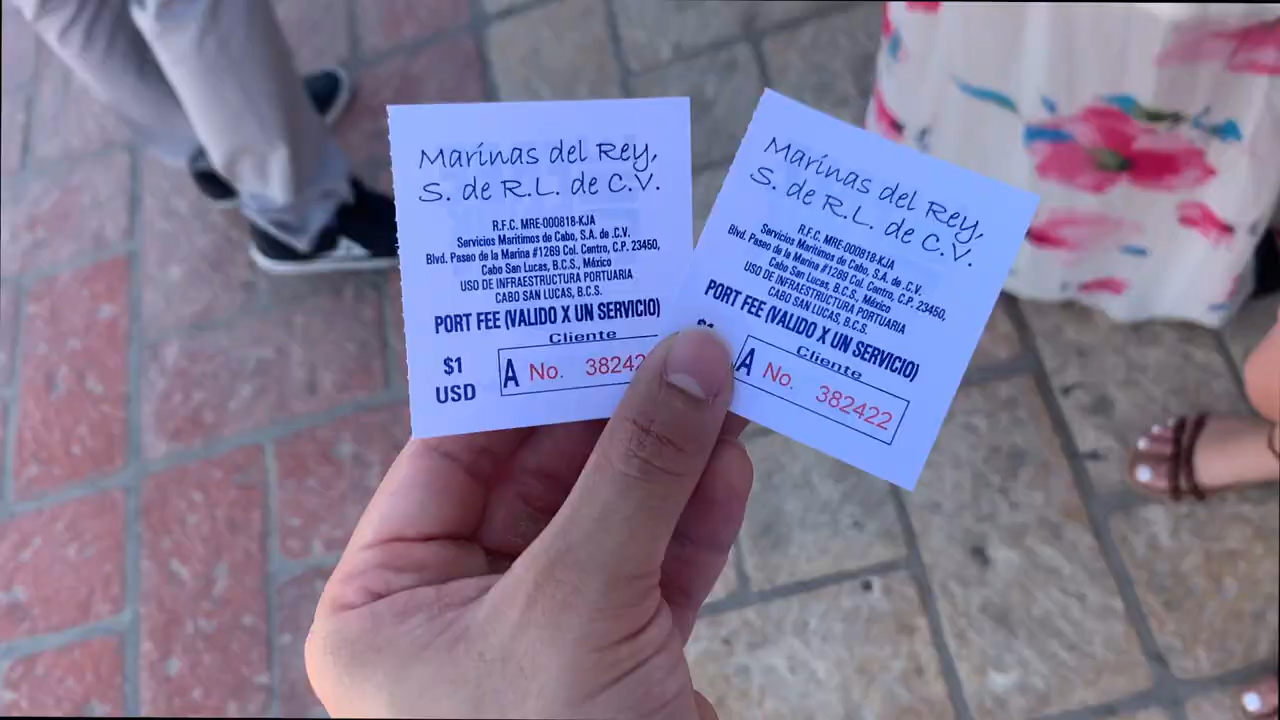 Marinas del Rey,
S. de R.L. de C.V.
R.F.C. MRE-000818-KJA
Servicios Maritimos de Cabo, S.A. de .C.V.
Blvd. Paseo de la Marina #1269 Col. Centro, C.P. 23450,
Cabo San Lucas, B.C.S., México
USO DE INFRAESTRUCTURA PORTUARIA
CABO SAN LUCAS, B.C.S.
PORT FEE (VALIDO X UN SERVICIO)
Cliente
$1
USD
A No. 38242
Marinas del Rey,
S. de R.L. de C.V.
R.F.C. MRE-000818-KJA
Servicios Maritimos de Cabo, S.A. de .C.V.
Blvd. Paseo de la Marina #1269 Col. Centro, C.P. 23450,
Cabo San Lucas, B.C.S., México
USO DE INFRAESTRUCTURA PORTUARIA
CABO SAN LUCAS, B.C.S.
PORT FEE (VALIDO X UN SERVICIO)
Cliente
A No. 382422